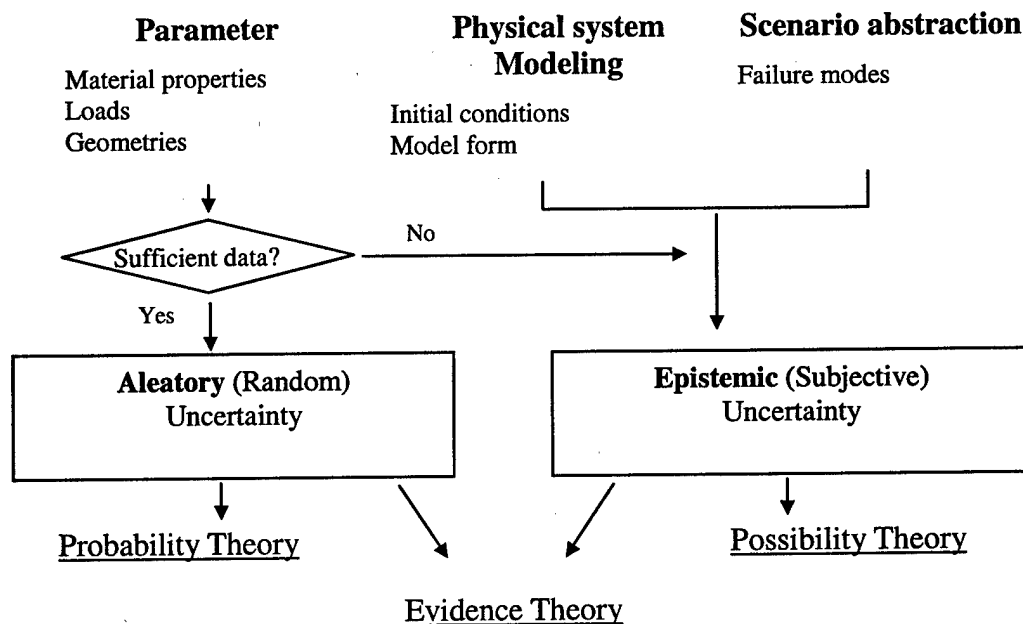 Parameter
Material properties
Loads
Geometries
Physical system
Modeling
Initial conditions
Model form
Scenario abstraction
Failure modes
Sufficient data?
No
Yes
Aleatory (Random)
Uncertainty
Epistemic (Subjective)
Uncertainty
Probability Theory
Possibility Theory
Evidence Theory